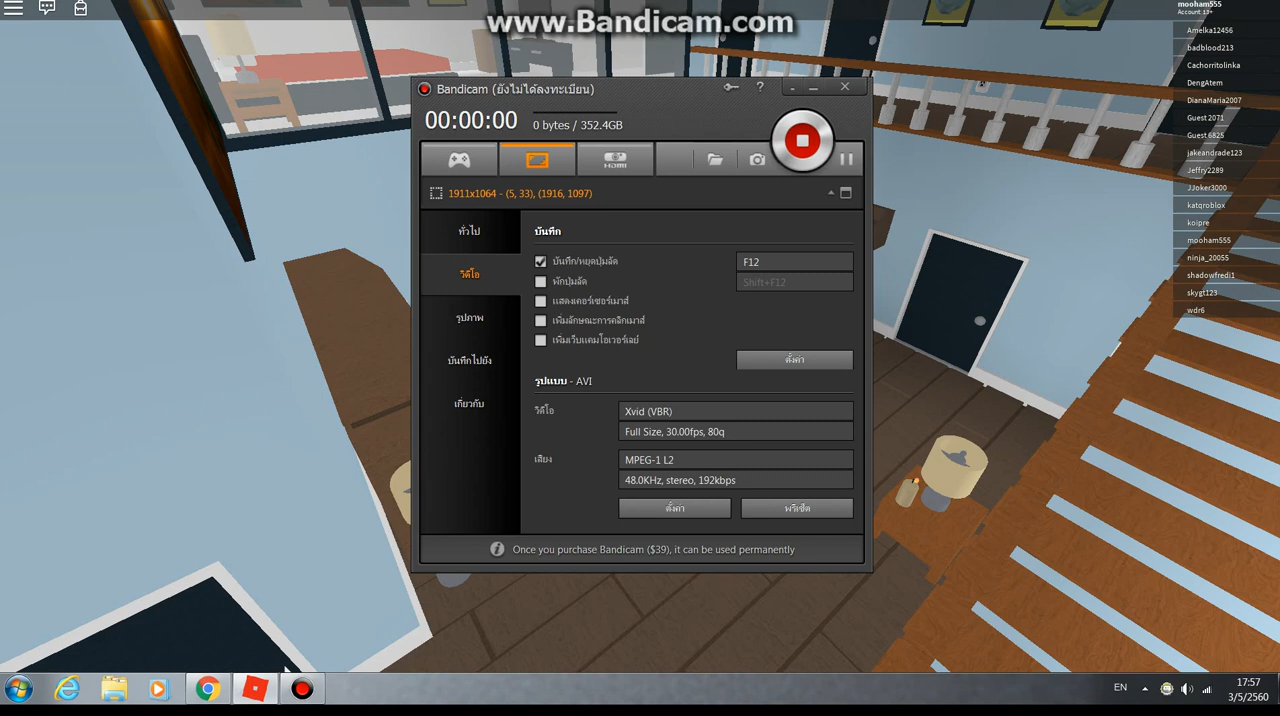 www.Bandicam.com
mooham555
Account: 13+
Amelka12456
badblood213
Cachorritolinka
DengAtem
DianaMaria2007
Guest 2071
Guest 6825
jakeandrade123
Jeffry2289
JJoker3000
katqroblox
koipre
mooham555
ninja_20055
shadowfredi1
skygt123
wdr6
Bandicam (ยังไม่ได้ลงทะเบียน)
00:00:00
0 bytes / 352.4GB
HDMI
1911x1064 - (5, 33), (1916, 1097)
ทั่วไป
วิดีโอ
รูปภาพ
บันทึกไปยัง
เกี่ยวกับ
บันทึก
บันทึก/หยุดปุ่มลัด
F12
พักปุ่มลัด
Shift+F12
แสดงเคอร์เซอร์เมาส์
เพิ่มลักษณะการคลิกเมาส์
เพิ่มเว็บแคมโอเวอร์เลย์
ตั้งค่า
รูปแบบ - AVI
วิดีโอ
Xvid (VBR)
Full Size, 30.00fps, 80q
เสียง
MPEG-1 L2
48.0KHz, stereo, 192kbps
ตั้งค่า
พรีเซ็ต
Once you purchase Bandicam ($39), it can be used permanently
EN
17:57
3/5/2560